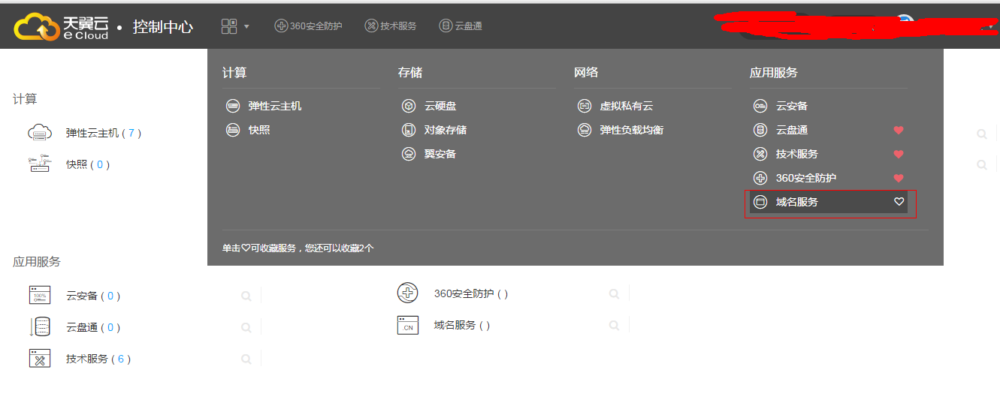 天翼云
e Cloud
• 控制中心
360安全防护
技术服务
云盘通
计算
存储
网络
应用服务
弹性云主机
云硬盘
虚拟私有云
云安备
快照
对象存储
弹性负载均衡
云盘通
翼安备
技术服务
360安全防护
域名服务
单击♡可收藏服务，您还可以收藏2个
计算
弹性云主机 ( 7 )
快照 ( 0 )
应用服务
100%
云安备 ( 0 )
360安全防护 ( )
云盘通 ( 0 )
.CN
域名服务 ( )
技术服务 ( 6 )